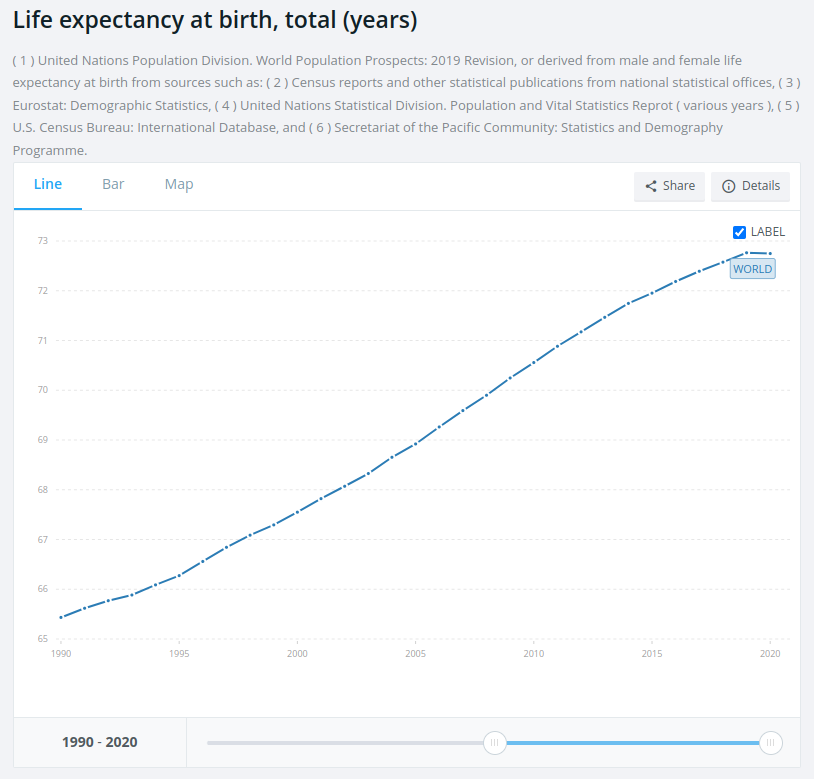 Life expectancy at birth, total (years)
( 1 ) United Nations Population Division. World Population Prospects: 2019 Revision, or derived from male and female life
expectancy at birth from sources such as: ( 2 ) Census reports and other statistical publications from national statistical offices, ( 3 )
Eurostat: Demographic Statistics, ( 4 ) United Nations Statistical Division. Population and Vital Statistics Reprot ( various years ), ( 5 )
U.S. Census Bureau: International Database, and ( 6 ) Secretariat of the Pacific Community: Statistics and Demography
Programme.
Line Bar Map Share Details
LABEL
73
WORLD
72
71
70
69
68
67
66
65
1990 1995 2000 2005 2010 2015 2020
1990 - 2020